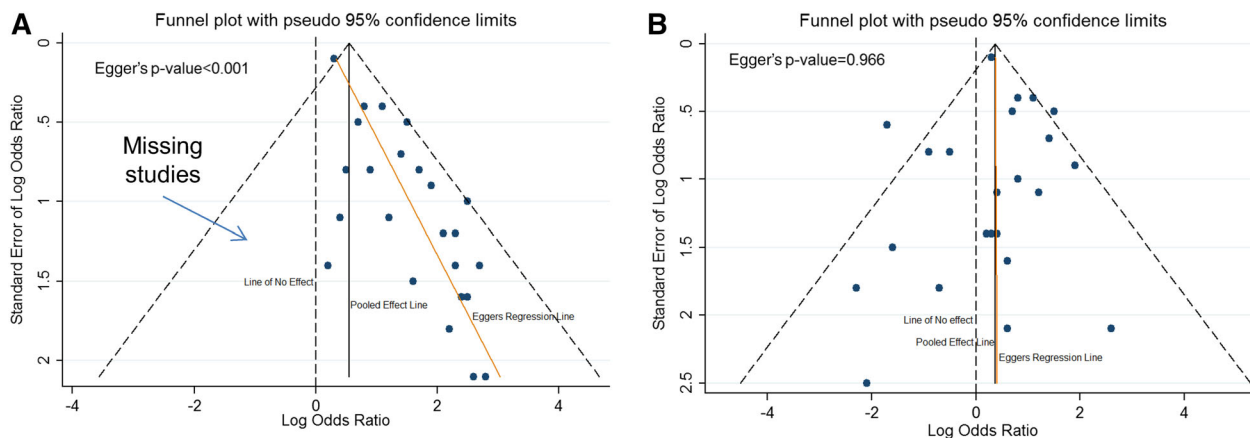 A
Funnel plot with pseudo 95% confidence limits
Egger's p-value<0.001
Missing
studies
Line of No Effect
Pooled Effect Line
Eggers Regression Line
Standard Error of Log Odds Ratio
0
.5
1
1.5
2
-4
-2
0
2
4
Log Odds Ratio
B
Funnel plot with pseudo 95% confidence limits
Egger's p-value=0.966
Line of No effect
Pooled Effect Line
Eggers Regression Line
Standard Error of Log Odds Ratio
0
.5
1
1.5
2
2.5
-4
-2
0
2
4
Log Odds Ratio